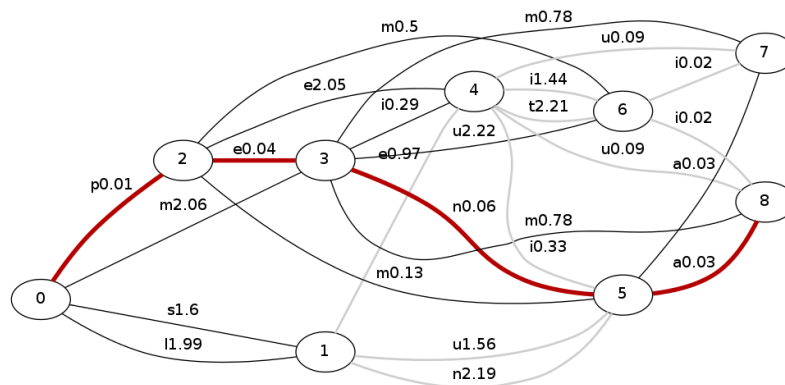 m0.78
m0.5
u0.09
7
e2.05
4
i1.44
i0.02
i0.29
t2.21
6
i0.02
u2.22
2
e0.04
3
e0.97
u0.09
p0.01
a0.03
m2.06
n0.06
8
m0.78
i0.33
m0.13
a0.03
0
s1.6
5
l1.99
1
u1.56
n2.19